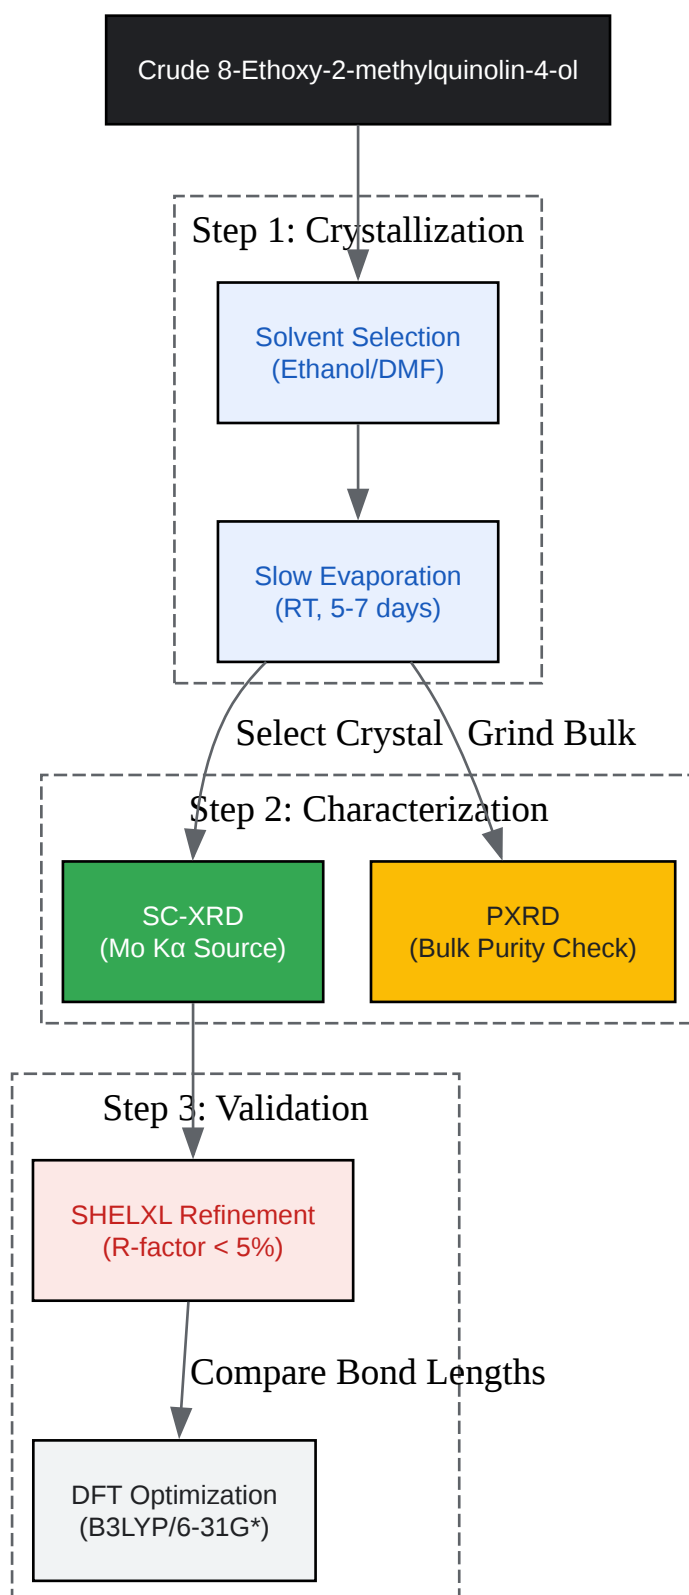 Crude 8-Ethoxy-2-methylquinolin-4-ol
Step 1: Crystallization
Solvent Selection
(Ethanol/DMF)
Slow Evaporation
(RT, 5-7 days)
Select Crystal
Grind Bulk
Step 2: Characterization
SC-XRD
(Mo Kα Source)
PXRD
(Bulk Purity Check)
Step 3: Validation
SHELXL Refinement
(R-factor < 5%)
Compare Bond Lengths
DFT Optimization
(B3LYP/6-31G*)